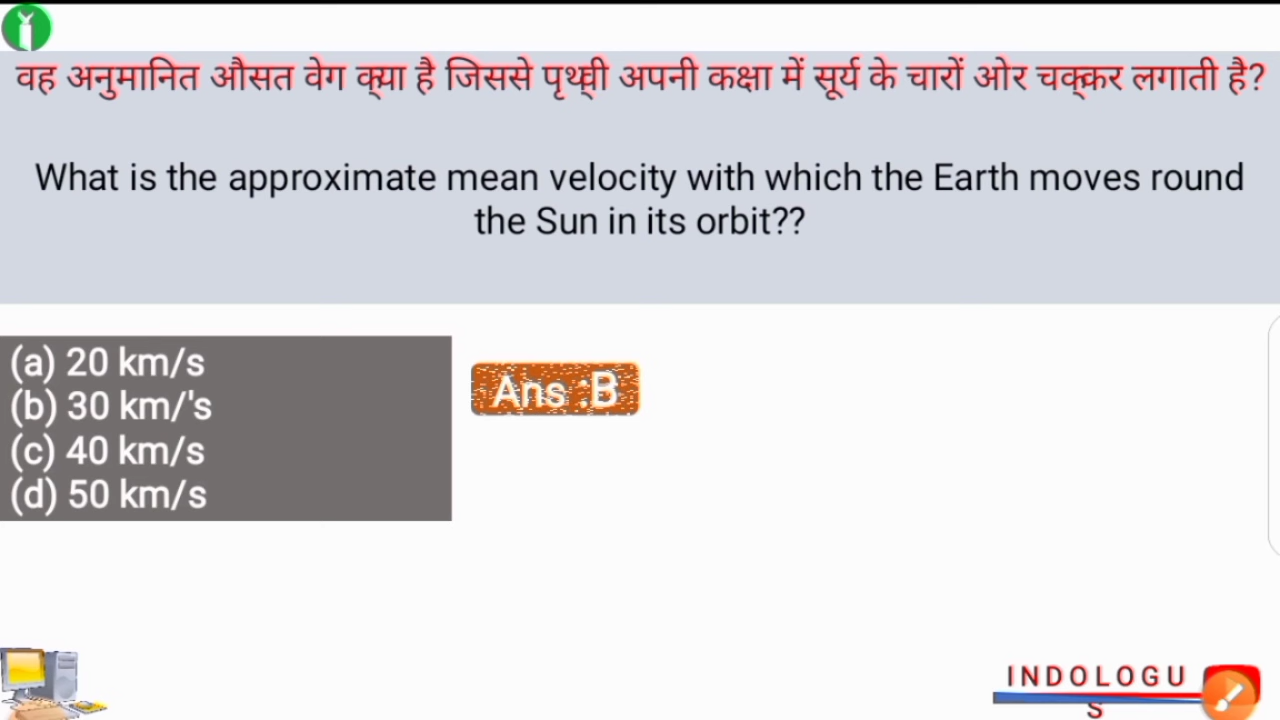 वह अनुमानित औसत वेग क्या है जिससे पृथ्वी अपनी कक्षा में सूर्य के चारों ओर चक्कर लगाती है?
What is the approximate mean velocity with which the Earth moves round
the Sun in its orbit??
(a) 20 km/s
(b) 30 km/'s
(c) 40 km/s
(d) 50 km/s
Ans :B
INDOLOGU
S